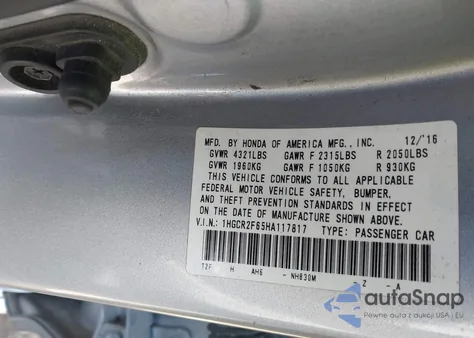 MFD. BY HONDA OF AMERICA MFG., INC. 12/'16
GVWR 4321LBS GAWR F 2315LBS R 2050LBS
GVWR 1960KG GAWR F 1050KG R 930KG
THIS VEHICLE CONFORMS TO ALL APPLICABLE
FEDERAL MOTOR VEHICLE SAFETY, BUMPER,
AND THEFT PREVENTION STANDARDS IN EFFECT
ON THE DATE OF MANUFACTURE SHOWN ABOVE.
V.I.N.: 1HGCR2F65HA117817 TYPE: PASSENGER CAR
T2F H AH6 - NH830M Z - A
autoSnap
Pewne auta z aukcji USA i EU